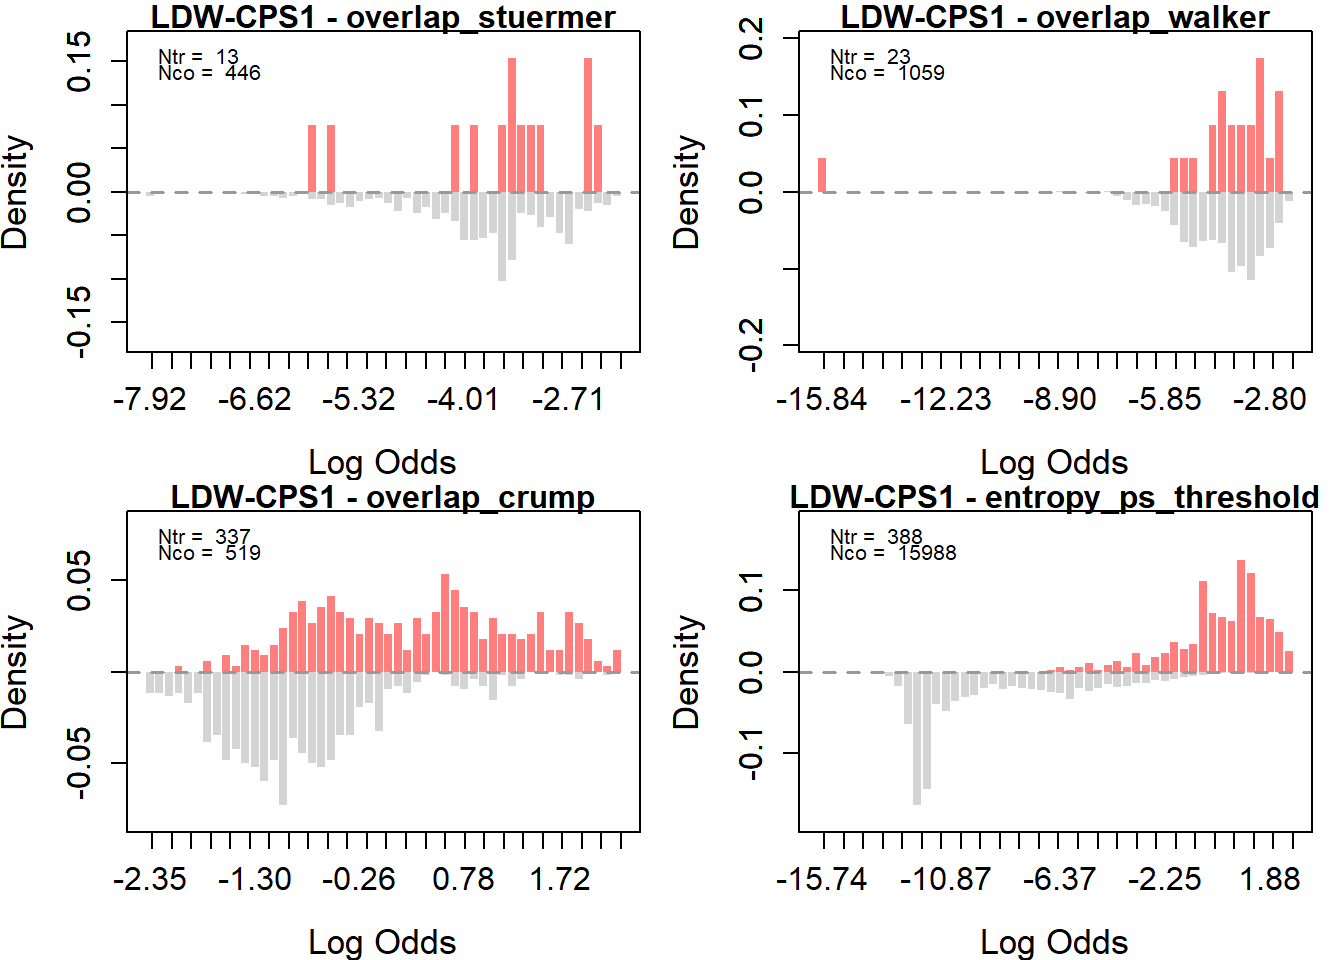 LDW-CPS1 - overlap_stuermer
Ntr = 13
Nco = 446
Density
0.15
0.00
-0.15
-7.92 -6.62 -5.32 -4.01 -2.71
Log Odds
LDW-CPS1 - overlap_walker
Ntr = 23
Nco = 1059
Density
0.2
0.1
0.0
-0.2
-15.84 -12.23 -8.90 -5.85 -2.80
Log Odds
LDW-CPS1 - overlap_crump
Ntr = 337
Nco = 519
Density
0.05
-0.05
-2.35 -1.30 -0.26 0.78 1.72
Log Odds
LDW-CPS1 - entropy_ps_threshold
Ntr = 388
Nco = 15988
Density
0.1
0.0
-0.1
-15.74 -10.87 -6.37 -2.25 1.88
Log Odds